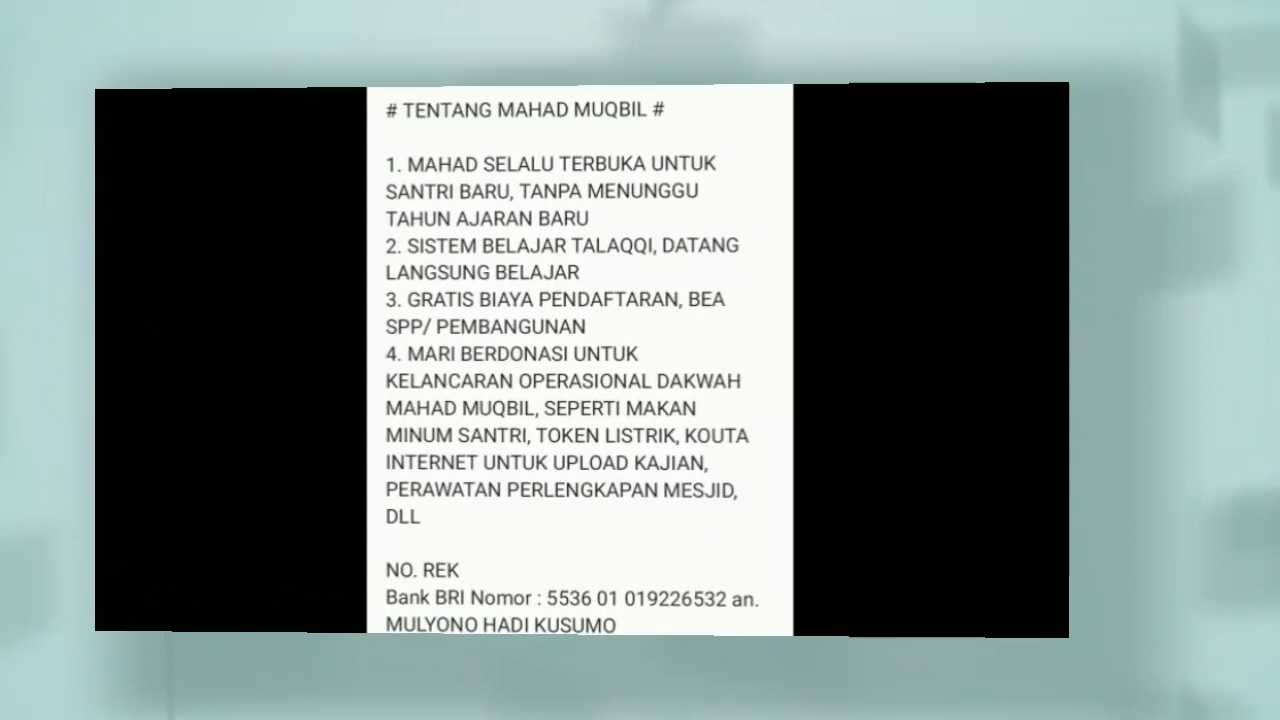 # TENTANG MAHAD MUQBIL #
1. MAHAD SELALU TERBUKA UNTUK
SANTRI BARU, TANPA MENUNGGU
TAHUN AJARAN BARU
2. SISTEM BELAJAR TALAQQI, DATANG
LANGSUNG BELAJAR
3. GRATIS BIAYA PENDAFTARAN, BEA
SPP/ PEMBANGUNAN
4. MARI BERDONASI UNTUK
KELANCARAN OPERASIONAL DAKWAH
MAHAD MUQBIL, SEPERTI MAKAN
MINUM SANTRI, TOKEN LISTRIK, KOUTA
INTERNET UNTUK UPLOAD KAJIAN,
PERAWATAN PERLENGKAPAN MESJID,
DLL
NO. REK
Bank BRI Nomor : 5536 01 019226532 an.
MULYONO HADI KUSUMO